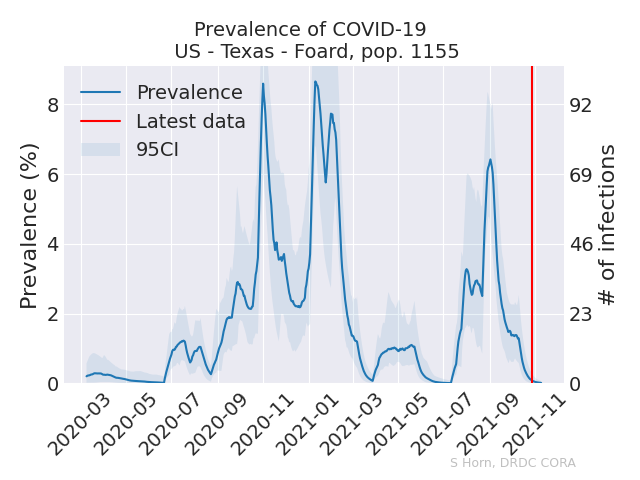 Prevalence of COVID-19
US - Texas - Foard, pop. 1155
Prevalence
Latest data
95CI
Prevalence (%)
8
6
4
2
0
# of infections
92
69
46
23
0
2020-03
2020-05
2020-07
2020-09
2020-11
2021-01
2021-03
2021-05
2021-07
2021-09
2021-11
S Horn, DRDC CORA